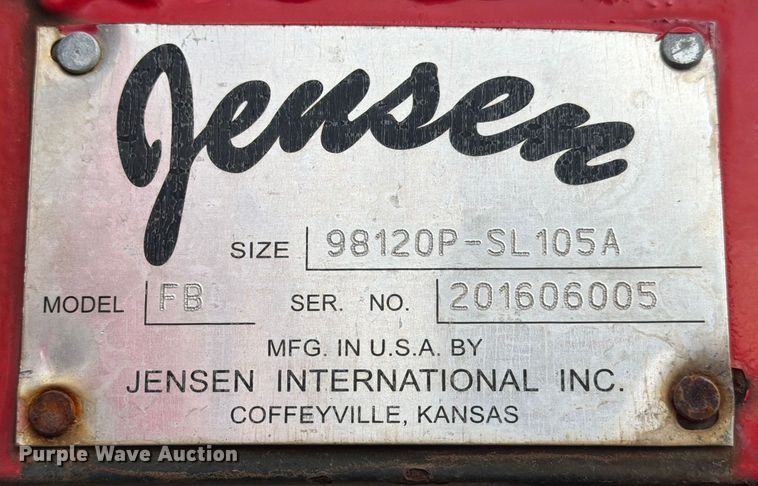 Jensen
SIZE 98120P-SL105A
MODEL FB SER. NO. 201606005
MFG. IN U.S.A. BY
JENSEN INTERNATIONAL INC.
COFFEYVILLE, KANSAS
Purple Wave Auction